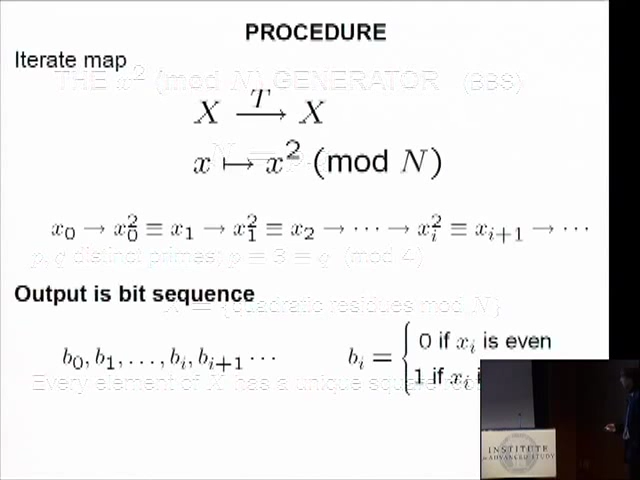 PROCEDURE
Iterate map
THE x² (mod N) GENERATOR (BBS)
X —T→ X
x ↦ x² (mod N)
x₀ → x₀² ≡ x₁ → x₁² ≡ x₂ → ⋯ → xᵢ² ≡ xᵢ₊₁ → ⋯
p, q distinct primes; p ≡ 3 ≡ q (mod 4)
Output is bit sequence
X = {quadratic residues mod N}
b₀, b₁, …, bᵢ, bᵢ₊₁ ⋯ bᵢ = { 0 if xᵢ is even
1 if xᵢ
Every element of X has a unique square
INSTITUTE
ADVANCED STUDY